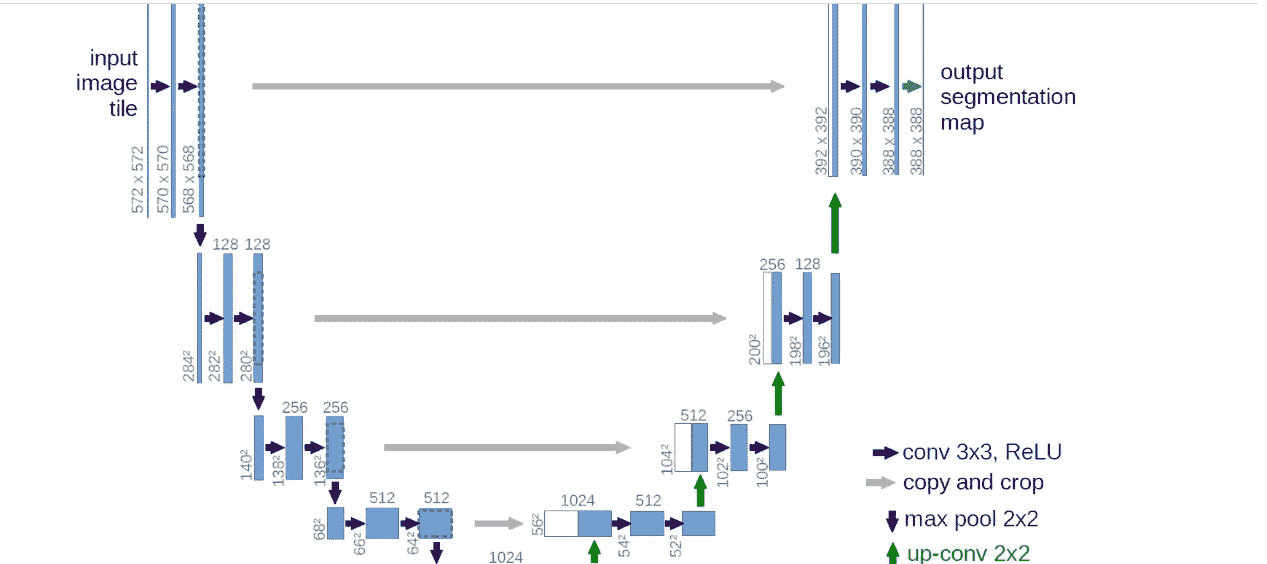 input
image
tile
output
segmentation
map
572 x 572
570 x 570
568 x 568
392 x 392
390 x 390
388 x 388
388 x 388
128 128
256 128
284²
282²
280²
200²
198²
196²
256 256
512 256
140²
138²
136²
104²
102²
100²
conv 3x3, ReLU
copy and crop
max pool 2x2
up-conv 2x2
512 512
1024 512
68²
66²
64²
56²
54²
52²
1024